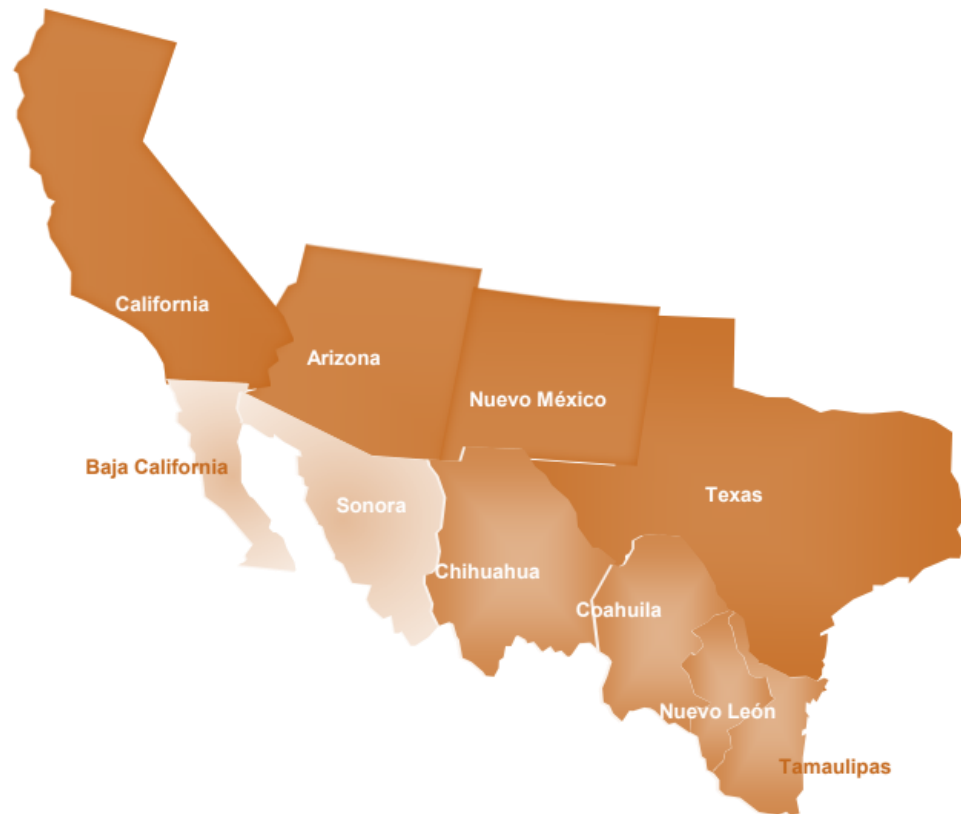 California
Arizona
Nuevo México
Baja California
Sonora
Texas
Chihuahua
Coahuila
Nuevo León
Tamaulipas